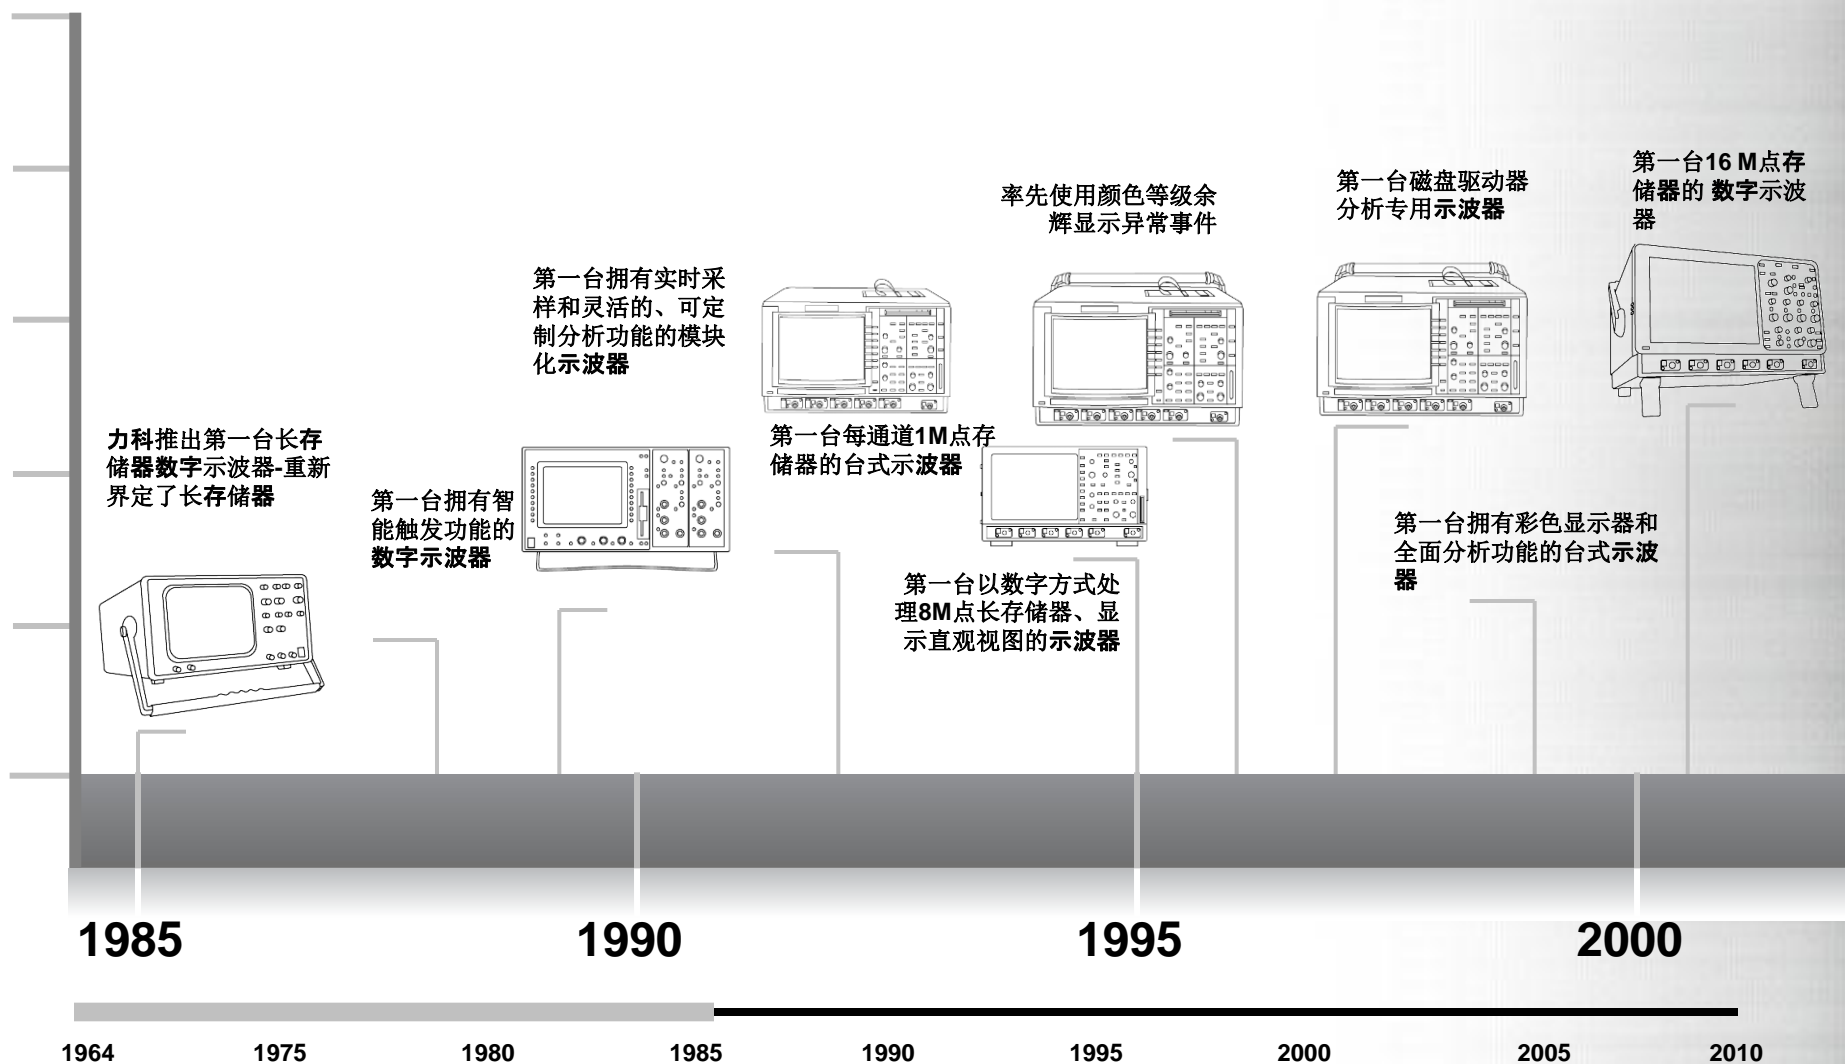 力科推出第一台长存
储器数字示波器-重新
界定了长存储器
第一台拥有智
能触发功能的
数字示波器
第一台拥有实时采
样和灵活的、可定
制分析功能的模块
化示波器
第一台每通道1M点存
储器的台式示波器
第一台以数字方式处
理8M点长存储器、显
示直观视图的示波器
率先使用颜色等级余
辉显示异常事件
第一台磁盘驱动器
分析专用示波器
第一台拥有彩色显示器和
全面分析功能的台式示波
器
第一台16 M点存
储器的 数字示波
器
1985 1990 1995 2000
1964 1975 1980 1985 1990 1995 2000 2005 2010